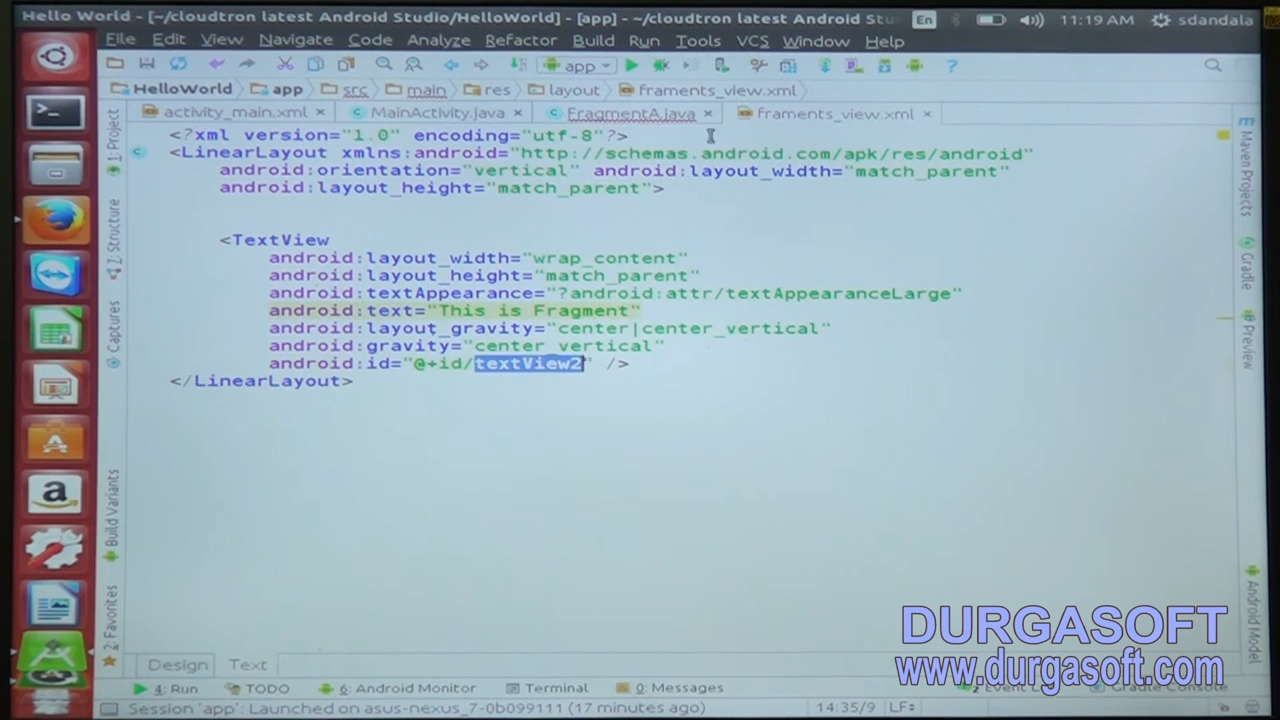 Hello World - [~/cloudtron latest Android Studio/HelloWorld] - [app] - ~/cloudtron latest Android Stu
En
11:19 AM
sdandala
File Edit View Navigate Code Analyze Refactor Build Run Tools VCS Window Help
app
HelloWorld app src main res layout framents_view.xml
activity_main.xml × MainActivity.java × FragmentA.java × framents_view.xml ×
<?xml version="1.0" encoding="utf-8"?>
<LinearLayout xmlns:android="http://schemas.android.com/apk/res/android"
android:orientation="vertical" android:layout_width="match_parent"
android:layout_height="match_parent">
<TextView
android:layout_width="wrap_content"
android:layout_height="match_parent"
android:textAppearance="?android:attr/textAppearanceLarge"
android:text="This is Fragment"
android:layout_gravity="center|center_vertical"
android:gravity="center_vertical"
android:id="@+id/textView2" />
</LinearLayout>
1: Project
7: Structure
Captures
Build Variants
2: Favorites
Maven Projects
Gradle
Preview
Android Model
DURGASOFT
www.durgasoft.com
Design Text
4: Run TODO 6: Android Monitor Terminal 0: Messages
Gradle Console
Session 'app': Launched on asus-nexus_7-0b099111 (17 minutes ago)
14:35/9 LF